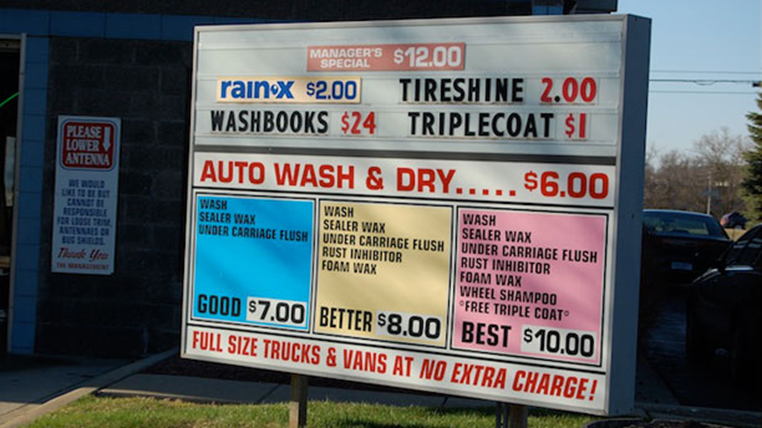 MANAGER'S
SPECIAL $12.00
rain-x $2.00 TIRESHINE 2.00
WASHBOOKS $24 TRIPLECOAT $1
AUTO WASH & DRY..... $6.00
WASH
SEALER WAX
UNDER CARRIAGE FLUSH
GOOD $7.00
WASH
SEALER WAX
UNDER CARRIAGE FLUSH
RUST INHIBITOR
FOAM WAX
BETTER $8.00
WASH
SEALER WAX
UNDER CARRIAGE FLUSH
RUST INHIBITOR
FOAM WAX
WHEEL SHAMPOO
*FREE TRIPLE COAT*
BEST $10.00
FULL SIZE TRUCKS & VANS AT NO EXTRA CHARGE!
PLEASE
LOWER
ANTENNA
WE WOULD
LIKE TO BE BUT
CANNOT BE
RESPONSIBLE
FOR LOOSE TRIM,
ANTENNAES OR
BUG SHIELDS.
Thank You
THE MANAGEMENT